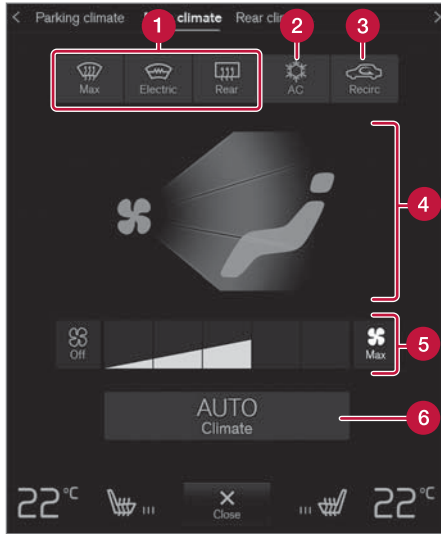 Parking climate climate Rear
1 2 3
Max Electric Rear AC Recirc
4
Off Max 5
AUTO 6
Climate
22°C 22°C
Close